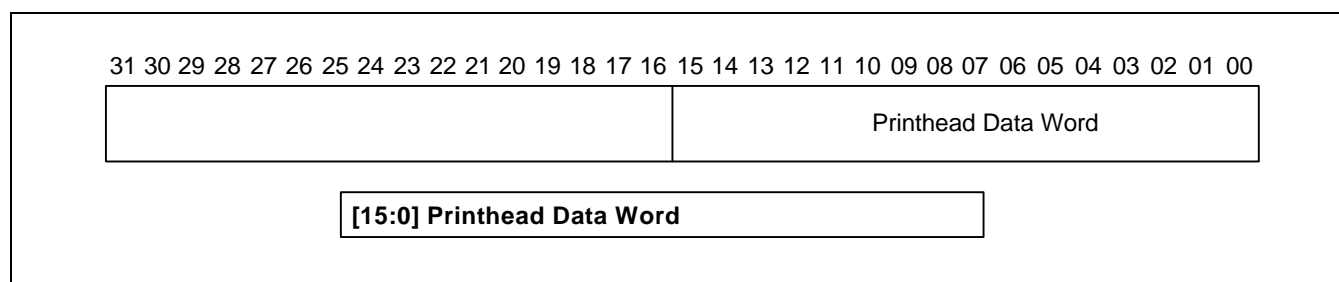 31 30 29 28 27 26 25 24 23 22 21 20 19 18 17 16 15 14 13 12 11 10 09 08 07 06 05 04 03 02 01 00
Printhead Data Word
[15:0] Printhead Data Word